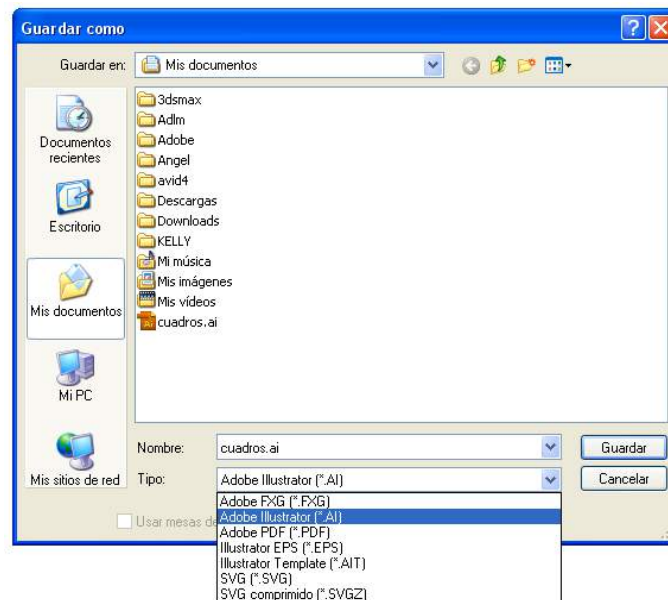 Guardar como
Guardar en:
Mis documentos
Documentos
recientes
Escritorio
Mis documentos
Mi PC
Mis sitios de red
3dsmax
Adlm
Adobe
Angel
avid4
Descargas
Downloads
KELLY
Mi música
Mis imágenes
Mis vídeos
cuadros.ai
Nombre:
cuadros.ai
Guardar
Tipo:
Adobe Illustrator (*.AI)
Cancelar
Usar mesas de
Adobe FXG (*.FXG)
Adobe Illustrator (*.AI)
Adobe PDF (*.PDF)
Illustrator EPS (*.EPS)
Illustrator Template (*.AIT)
SVG (*.SVG)
SVG comprimido (*.SVGZ)